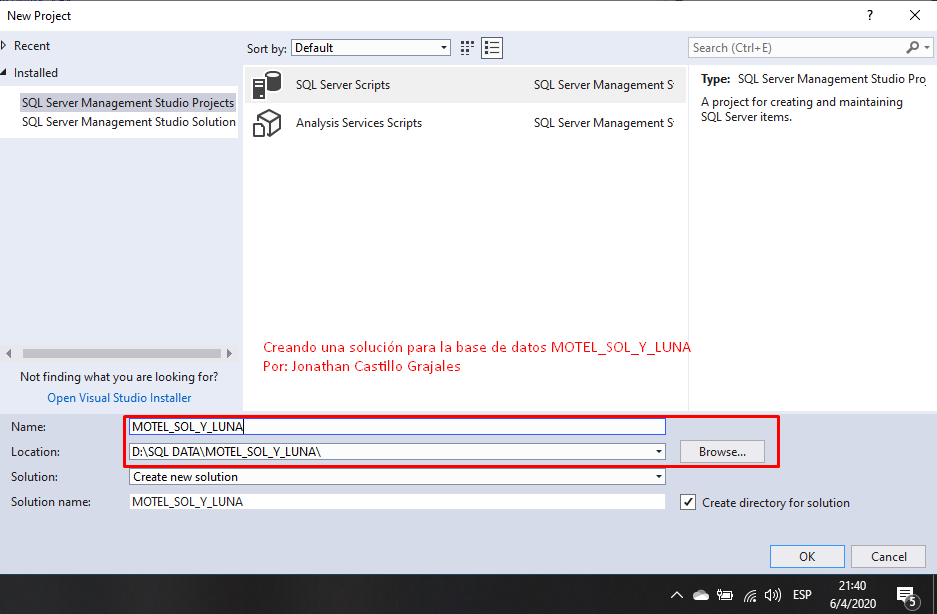 New Project
?
Recent
Installed
SQL Server Management Studio Projects
SQL Server Management Studio Solution
Sort by:
Default
Search (Ctrl+E)
SQL Server Scripts
SQL Server Management S
Analysis Services Scripts
SQL Server Management S
Type: SQL Server Management Studio Pro
A project for creating and maintaining
SQL Server items.
Creando una solución para la base de datos MOTEL_SOL_Y_LUNA
Por: Jonathan Castillo Grajales
Not finding what you are looking for?
Open Visual Studio Installer
Name:
MOTEL_SOL_Y_LUNA
Location:
D:\SQL DATA\MOTEL_SOL_Y_LUNA\
Browse...
Solution:
Create new solution
Solution name:
MOTEL_SOL_Y_LUNA
Create directory for solution
OK
Cancel
ESP
21:40
6/4/2020
5